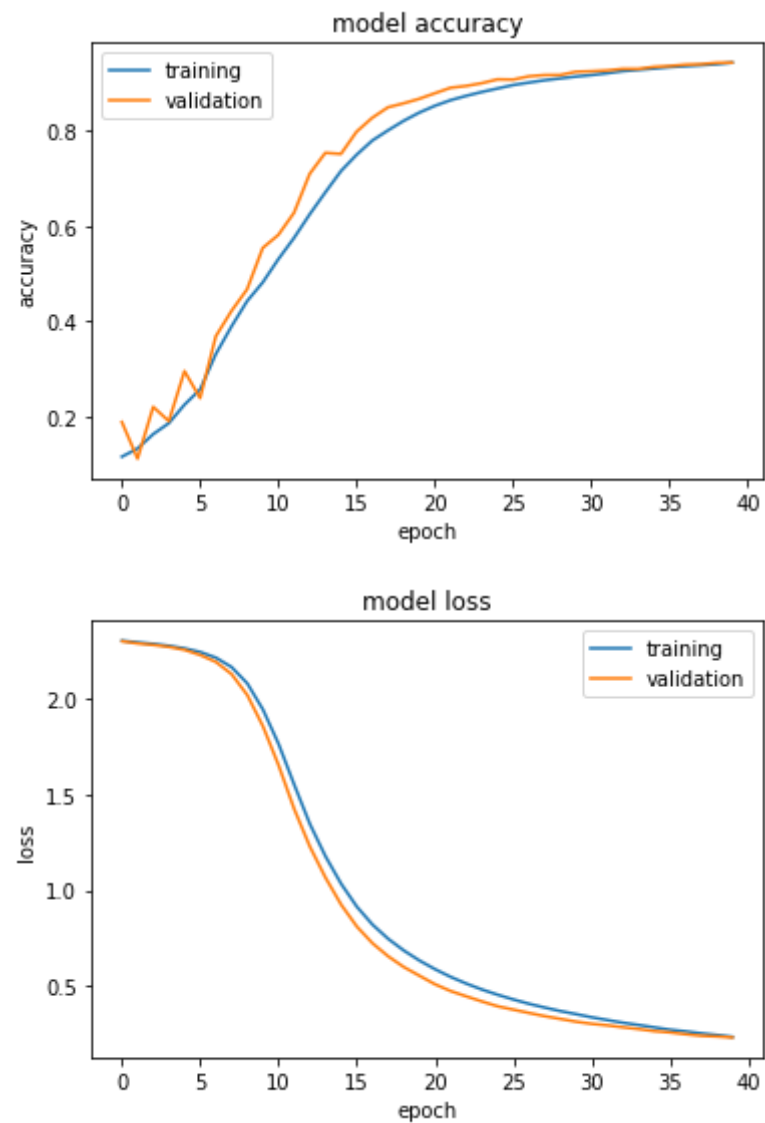 model accuracy
training
validation
0.8
0.6
0.4
0.2
accuracy
0 5 10 15 20 25 30 35 40
epoch
model loss
training
validation
2.0
1.5
1.0
0.5
loss
0 5 10 15 20 25 30 35 40
epoch